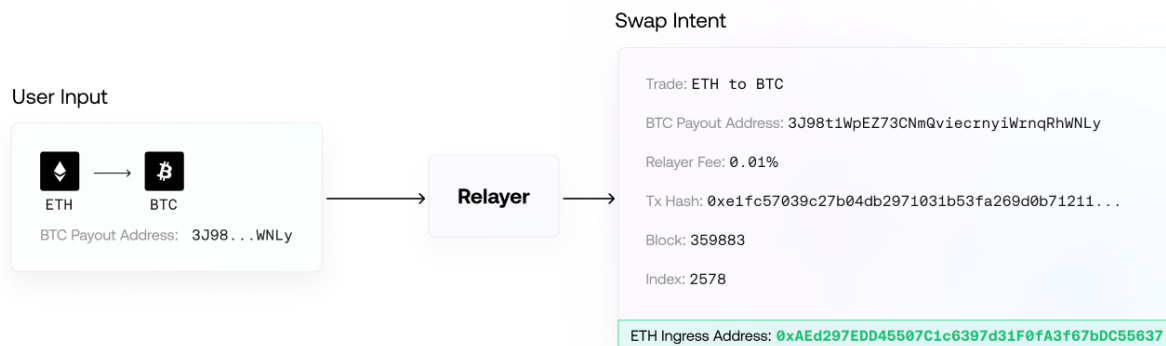 User Input
ETH
BTC
BTC Payout Address: 3J98...WNLy
Relayer
Swap Intent
Trade: ETH to BTC
BTC Payout Address: 3J98t1WpEZ73CNmQviecrnyiWrnqRhWNLy
Relayer Fee: 0.01%
Tx Hash: 0xe1fc57039c27b04db2971031b53fa269d0b71211...
Block: 359883
Index: 2578
ETH Ingress Address: 0xAEd297EDD45507C1c6397d31F0fA3f67bDC55637